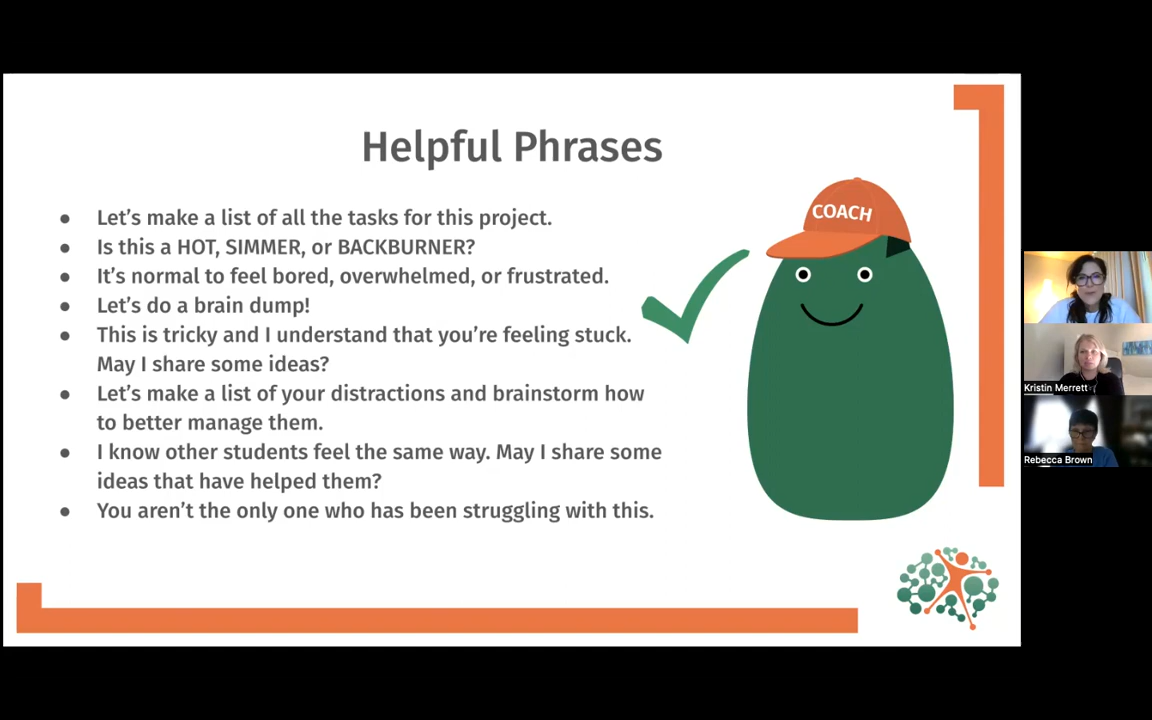 Helpful Phrases
● Let’s make a list of all the tasks for this project.
● Is this a HOT, SIMMER, or BACKBURNER?
● It’s normal to feel bored, overwhelmed, or frustrated.
● Let’s do a brain dump!
● This is tricky and I understand that you’re feeling stuck.
May I share some ideas?
● Let’s make a list of your distractions and brainstorm how
to better manage them.
● I know other students feel the same way. May I share some
ideas that have helped them?
● You aren’t the only one who has been struggling with this.
COACH
Kristin Merrett
Rebecca Brown